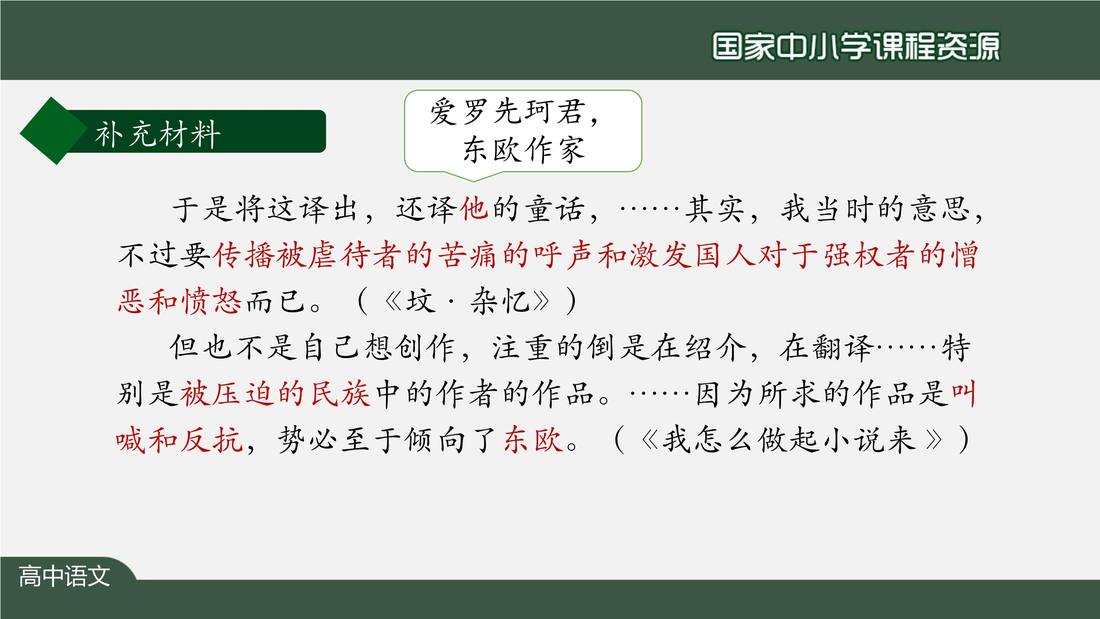 国家中小学课程资源
补充材料
爱罗先珂君，
东欧作家
于是将这译出，还译他的童话，……其实，我当时的意思，
不过要传播被虐待者的苦痛的呼声和激发国人对于强权者的憎
恶和愤怒而已。（《坟·杂忆》）
但也不是自己想创作，注重的倒是在绍介，在翻译……特
别是被压迫的民族中的作者的作品。……因为所求的作品是叫
喊和反抗，势必至于倾向了东欧。（《我怎么做起小说来 》）
高中语文